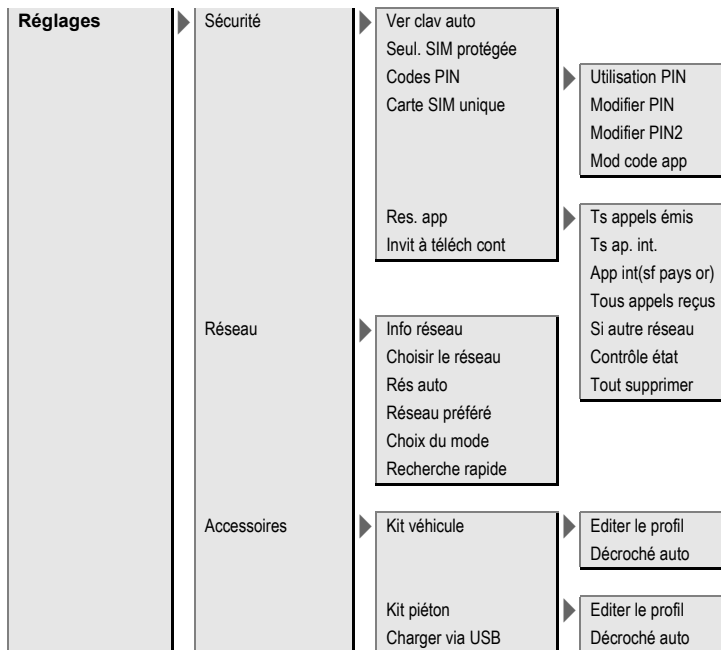 Réglages
Sécurité
Ver clav auto
Seul. SIM protégée
Codes PIN
Utilisation PIN
Carte SIM unique
Modifier PIN
Modifier PIN2
Mod code app
Res. app
Ts appels émis
Invit à téléch cont
Ts ap. int.
App int(sf pays or)
Tous appels reçus
Réseau
Info réseau
Si autre réseau
Choisir le réseau
Contrôle état
Rés auto
Tout supprimer
Réseau préféré
Choix du mode
Recherche rapide
Accessoires
Kit véhicule
Editer le profil
Décroché auto
Kit piéton
Editer le profil
Charger via USB
Décroché auto